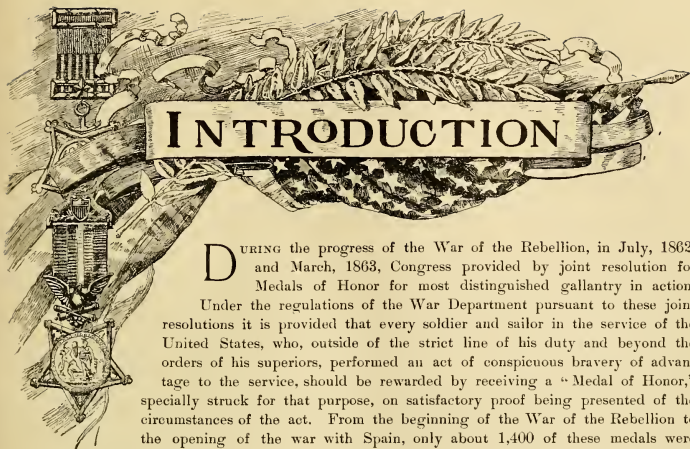 INTRODUCTION
DURING the progress of the War of the Rebellion, in July, 1862
and March, 1863, Congress provided by joint resolution fo
Medals of Honor for most distinguished gallantry in action
Under the regulations of the War Department pursuant to these join
resolutions it is provided that every soldier and sailor in the service of th
United States, who, outside of the strict line of his duty and beyond th
orders of his superiors, performed an act of conspicuous bravery of advan
tage to the service, should be rewarded by receiving a "Medal of Honor,"
specially struck for that purpose, on satisfactory proof being presented of th
circumstances of the act. From the beginning of the War of the Rebellion t
the opening of the war with Spain, only about 1,400 of these medals wer